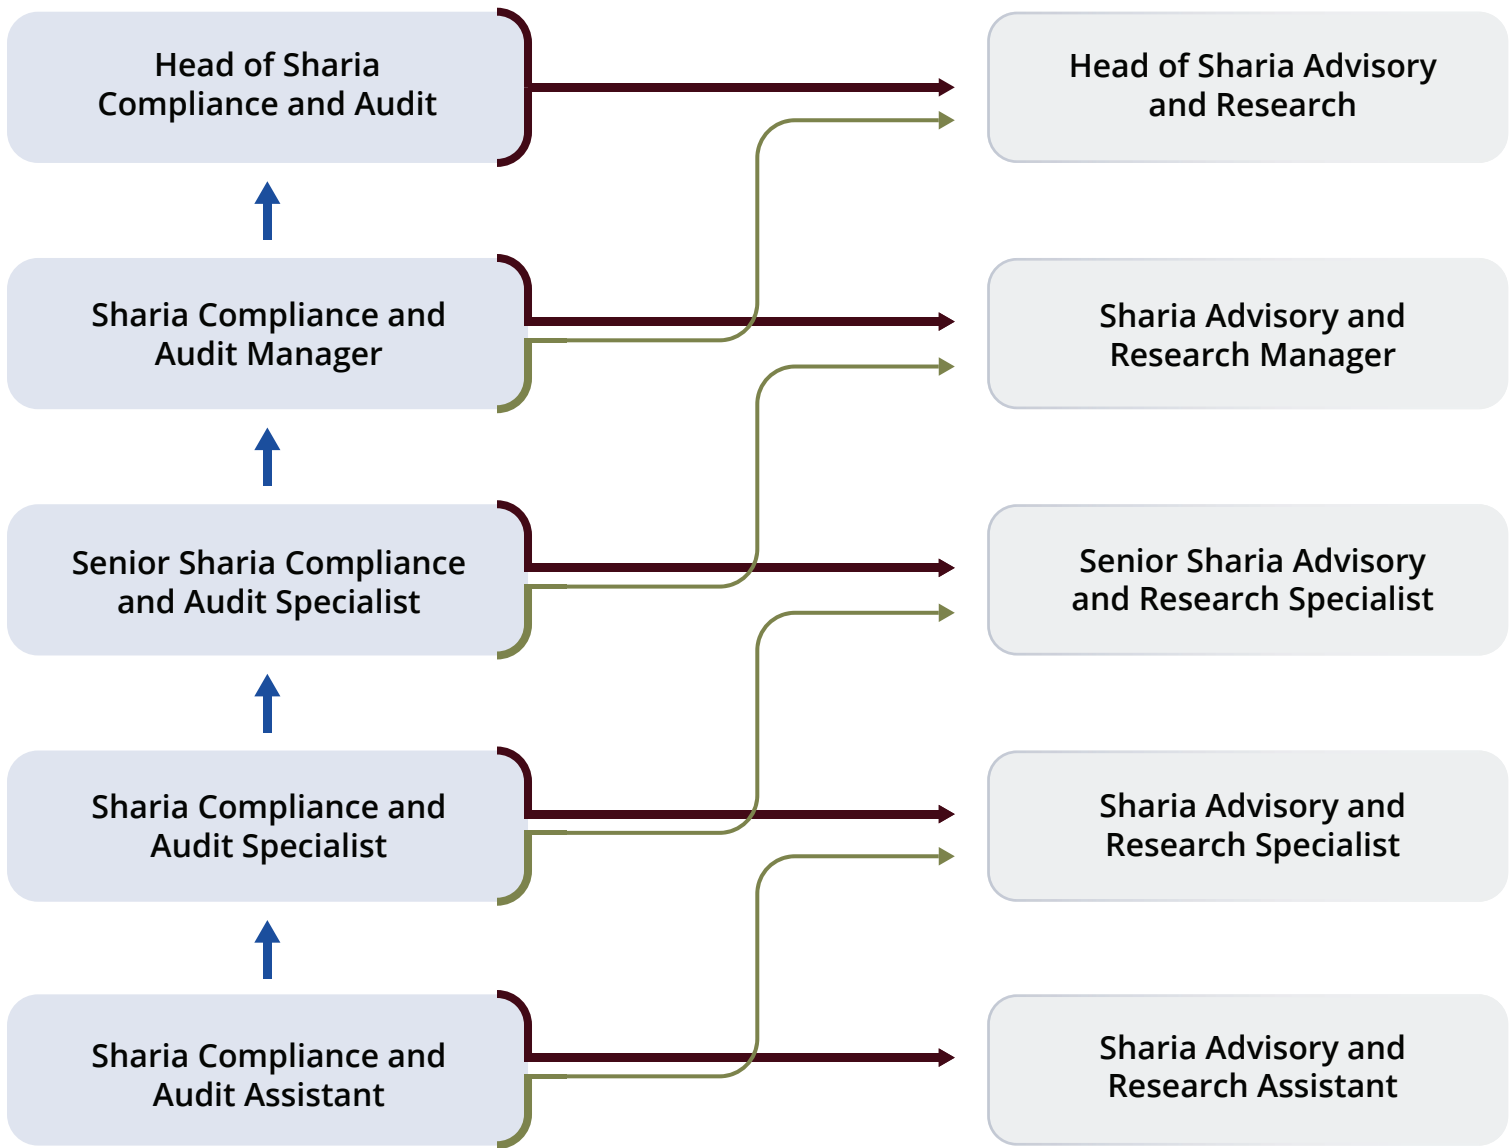 Head of Sharia
Compliance and Audit
Head of Sharia Advisory
and Research
Sharia Compliance and
Audit Manager
Sharia Advisory and
Research Manager
Senior Sharia Compliance
and Audit Specialist
Senior Sharia Advisory
and Research Specialist
Sharia Compliance and
Audit Specialist
Sharia Advisory and
Research Specialist
Sharia Compliance and
Audit Assistant
Sharia Advisory and
Research Assistant